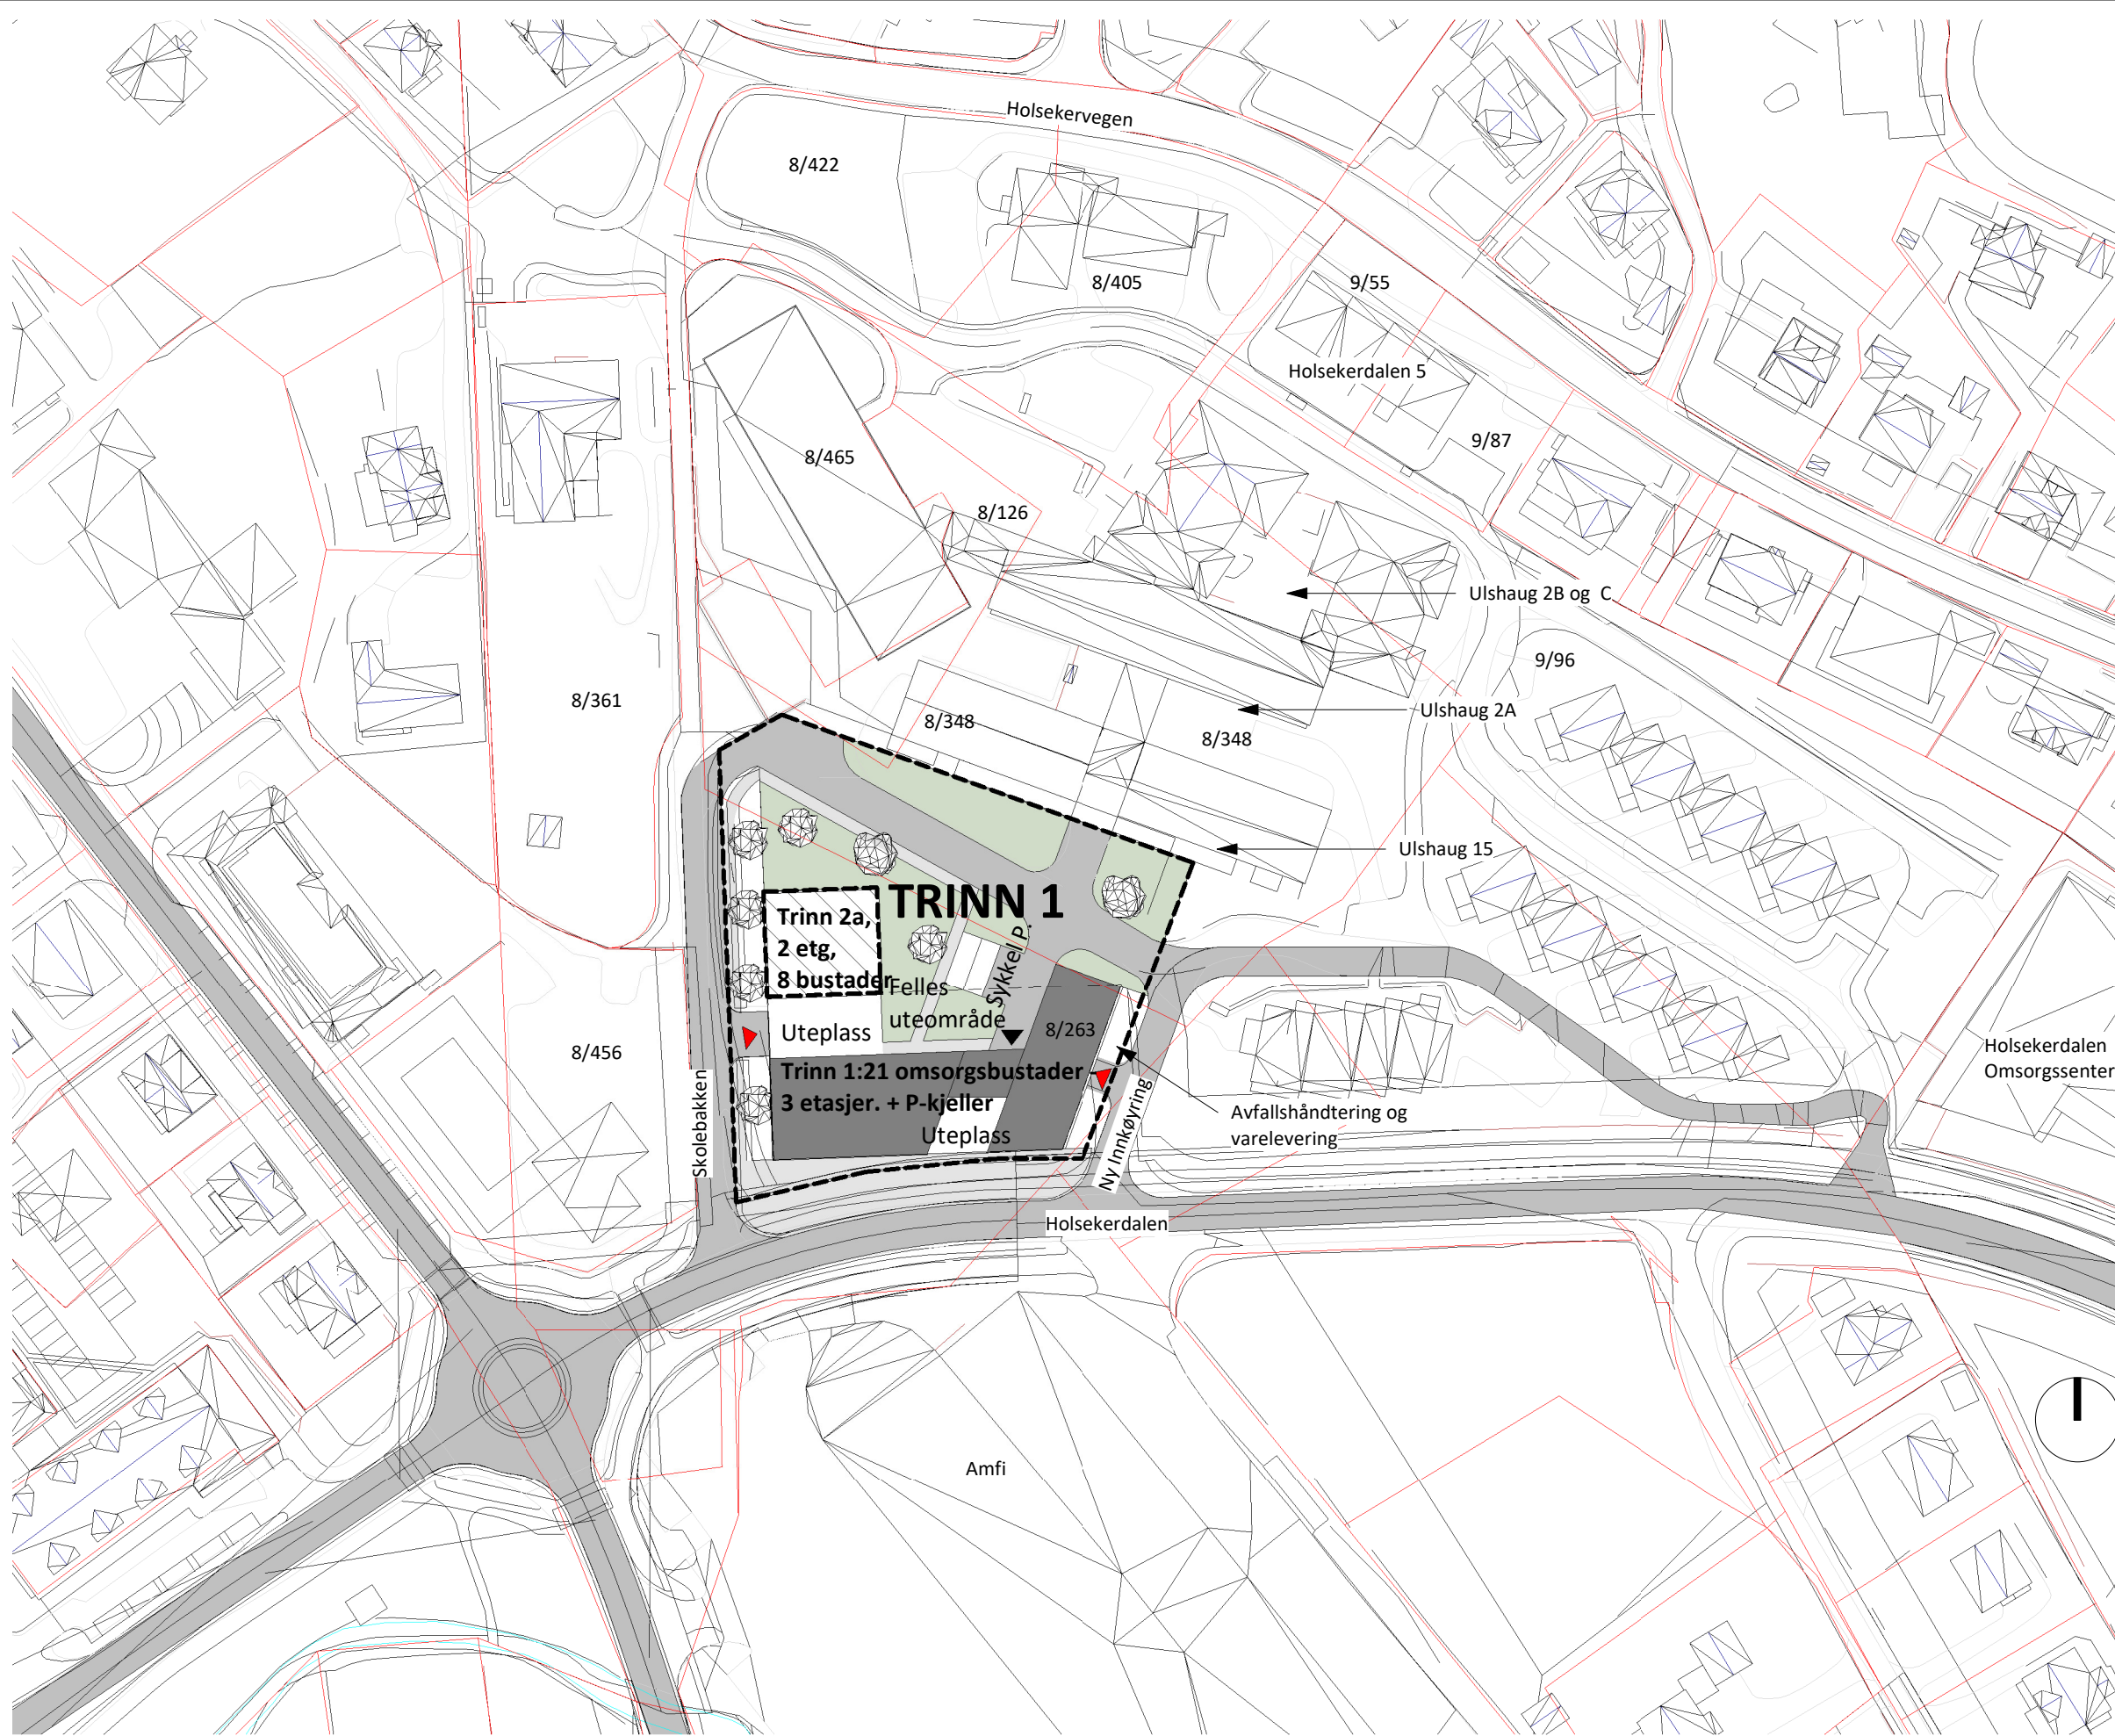 Holsekervegen
8/422
8/405
9/55
Holsekerdalen 5
9/87
8/465
8/126
Ulshaug 2B og C
9/96
8/361
8/348
Ulshaug 2A
8/348
Ulshaug 15
TRINN 1
Trinn 2a,
2 etg,
8 bustader
Sykkel P.
Felles
uteområde
Uteplass
8/263
8/456
Holsekerdalen
Omsorgssenter
Trinn 1:21 omsorgsbustader
3 etasjer. + P-kjeller
Uteplass
Skolebakken
Ny Innkøyring
Avfallshåndtering og
varelevering
Holsekerdalen
Amfi